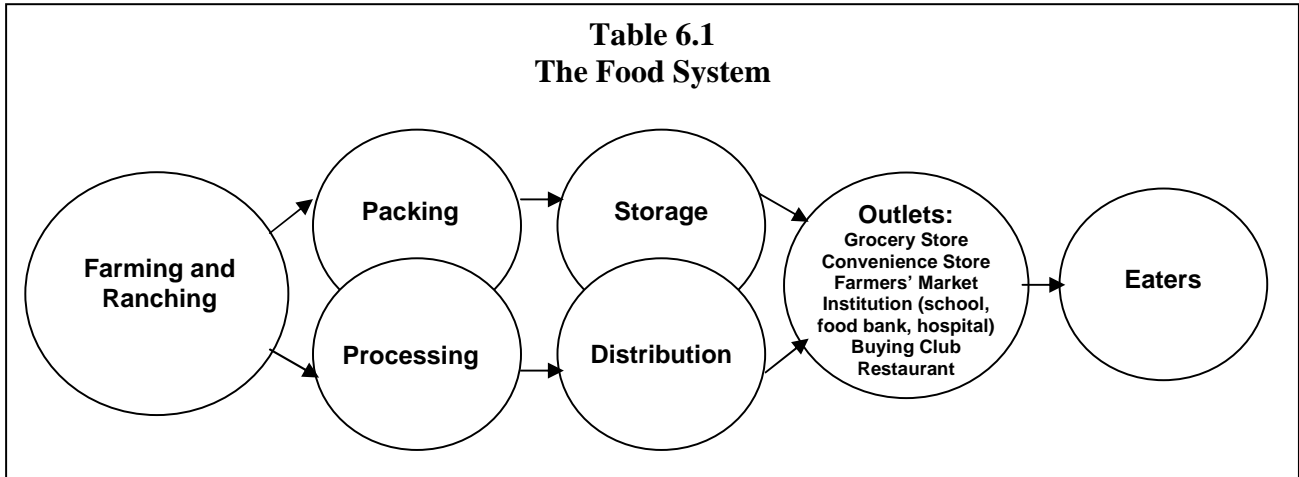 Table 6.1
The Food System
Farming and
Ranching
Packing
Processing
Storage
Distribution
Outlets:
Grocery Store
Convenience Store
Farmers’ Market
Institution (school,
food bank, hospital)
Buying Club
Restaurant
Eaters